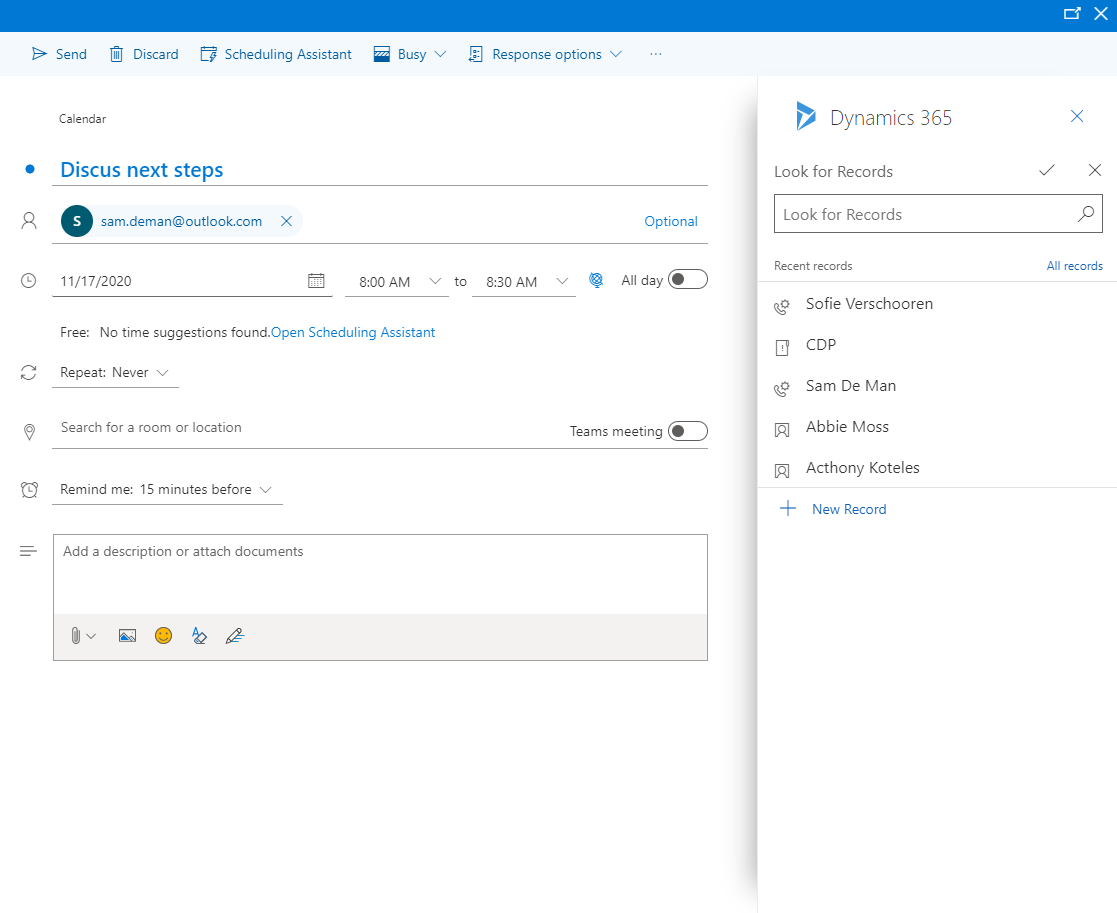 Send Discard Scheduling Assistant Busy Response options ...
Calendar
Discus next steps
S sam.deman@outlook.com Optional
11/17/2020 8:00 AM to 8:30 AM All day
Free: No time suggestions found.Open Scheduling Assistant
Repeat: Never
Search for a room or location Teams meeting
Remind me: 15 minutes before
Add a description or attach documents
Dynamics 365
Look for Records
Look for Records
Recent records All records
Sofie Verschooren
CDP
Sam De Man
Abbie Moss
Acthony Koteles
New Record